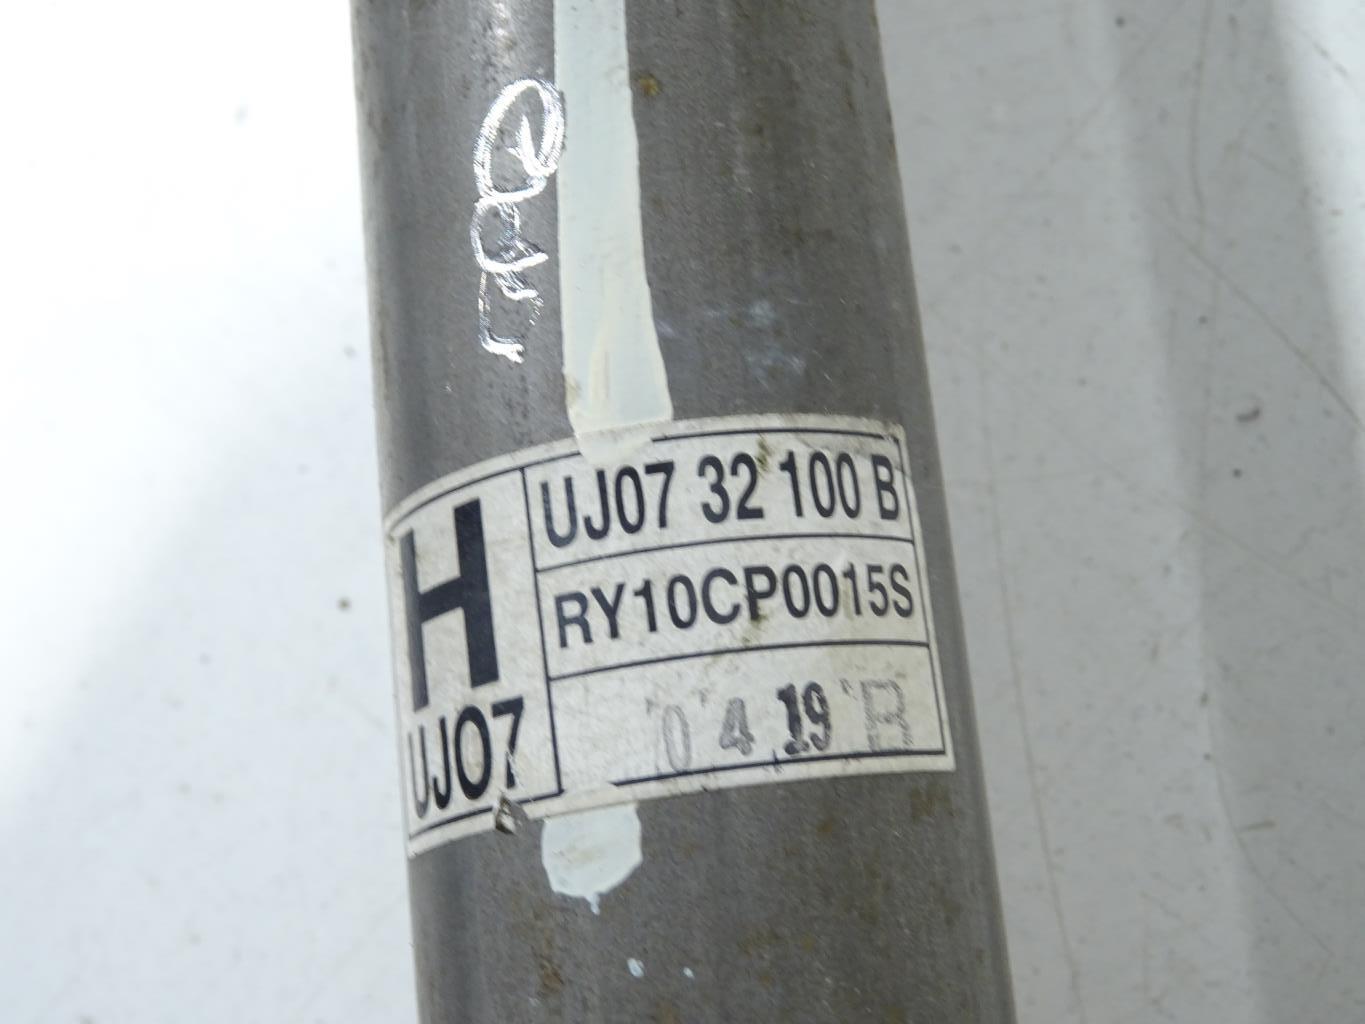 H
UJ07
UJ07 32 100 B
RY10CP0015S
0 4 19 B